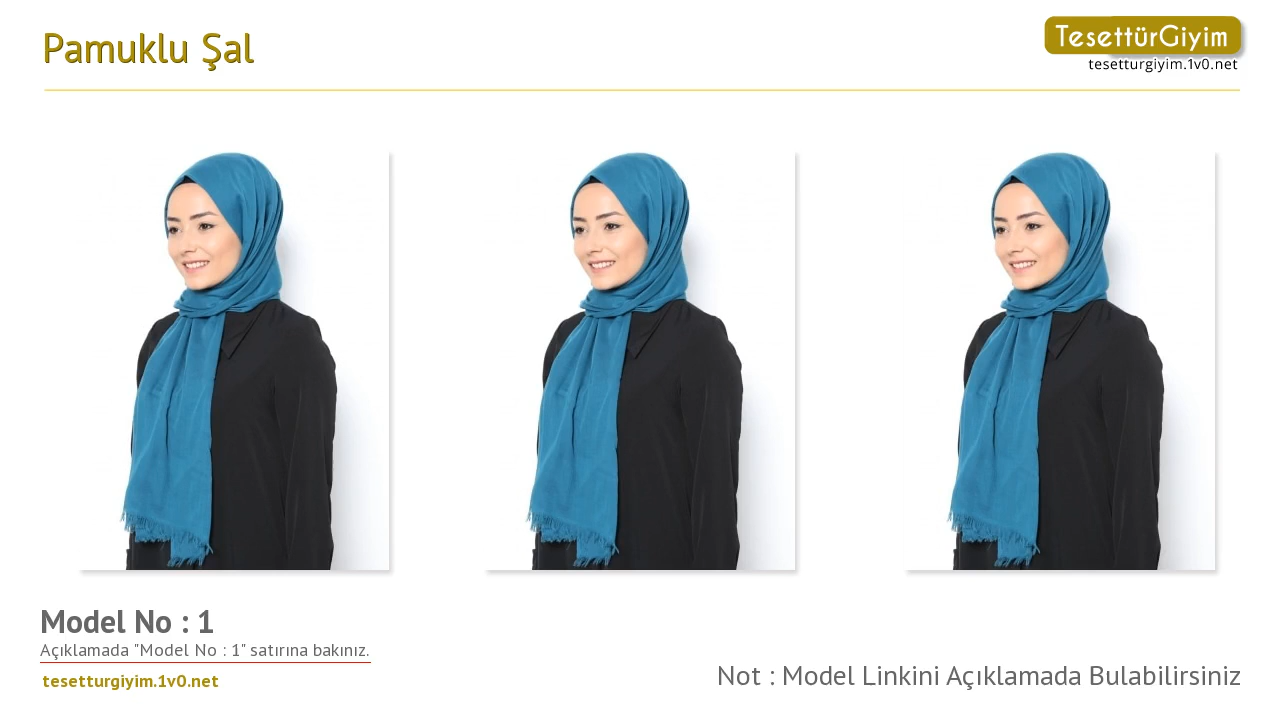 Pamuklu Şal
TesettürGiyim
tesetturgiyim.1v0.net
Model No : 1
Açıklamada "Model No : 1" satırına bakınız.
tesetturgiyim.1v0.net
Not : Model Linkini Açıklamada Bulabilirsiniz